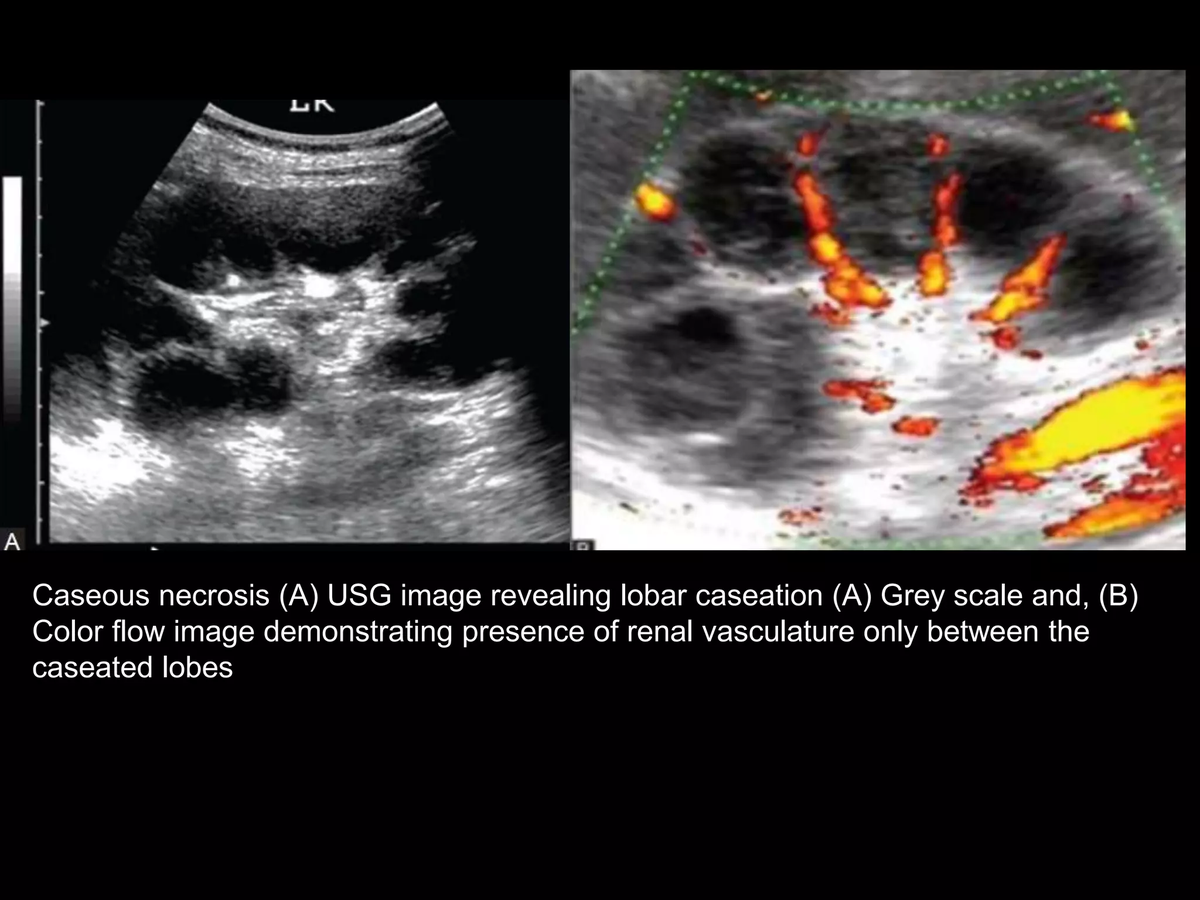 LK
A
B
Caseous necrosis (A) USG image revealing lobar caseation (A) Grey scale and, (B)
Color flow image demonstrating presence of renal vasculature only between the
caseated lobes